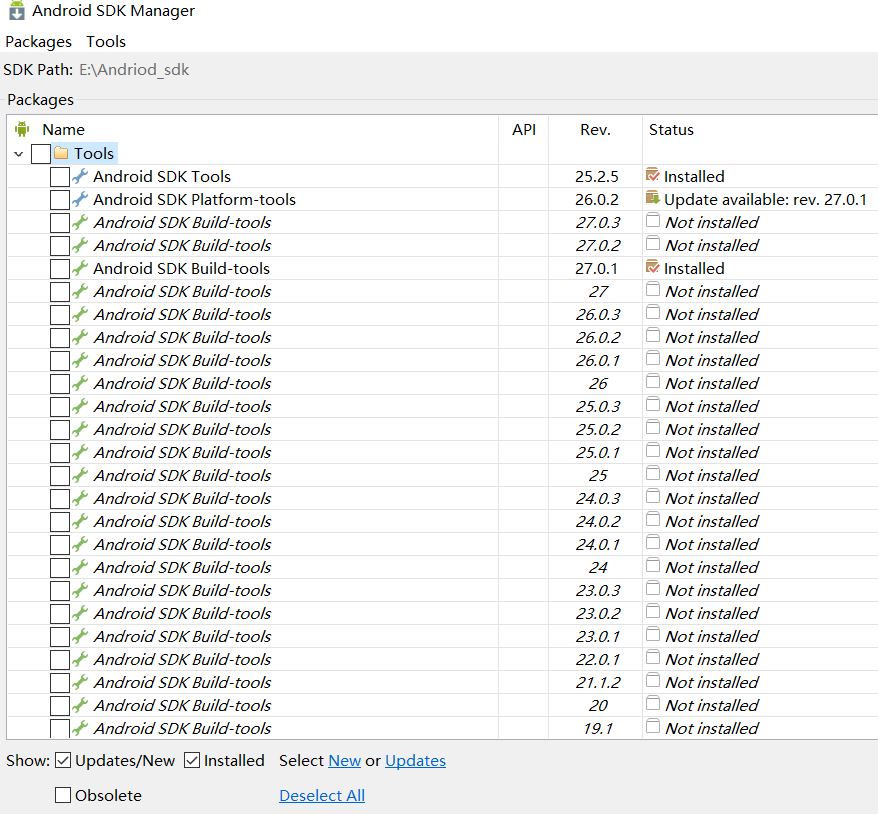 Android SDK Manager
Packages Tools
SDK Path: E:\Andriod_sdk
Packages
Name API Rev. Status
Tools
Android SDK Tools 25.2.5 Installed
Android SDK Platform-tools 26.0.2 Update available: rev. 27.0.1
Android SDK Build-tools 27.0.3 Not installed
Android SDK Build-tools 27.0.2 Not installed
Android SDK Build-tools 27.0.1 Installed
Android SDK Build-tools 27 Not installed
Android SDK Build-tools 26.0.3 Not installed
Android SDK Build-tools 26.0.2 Not installed
Android SDK Build-tools 26.0.1 Not installed
Android SDK Build-tools 26 Not installed
Android SDK Build-tools 25.0.3 Not installed
Android SDK Build-tools 25.0.2 Not installed
Android SDK Build-tools 25.0.1 Not installed
Android SDK Build-tools 25 Not installed
Android SDK Build-tools 24.0.3 Not installed
Android SDK Build-tools 24.0.2 Not installed
Android SDK Build-tools 24.0.1 Not installed
Android SDK Build-tools 24 Not installed
Android SDK Build-tools 23.0.3 Not installed
Android SDK Build-tools 23.0.2 Not installed
Android SDK Build-tools 23.0.1 Not installed
Android SDK Build-tools 22.0.1 Not installed
Android SDK Build-tools 21.1.2 Not installed
Android SDK Build-tools 20 Not installed
Android SDK Build-tools 19.1 Not installed
Show: Updates/New Installed Select New or Updates
Obsolete Deselect All